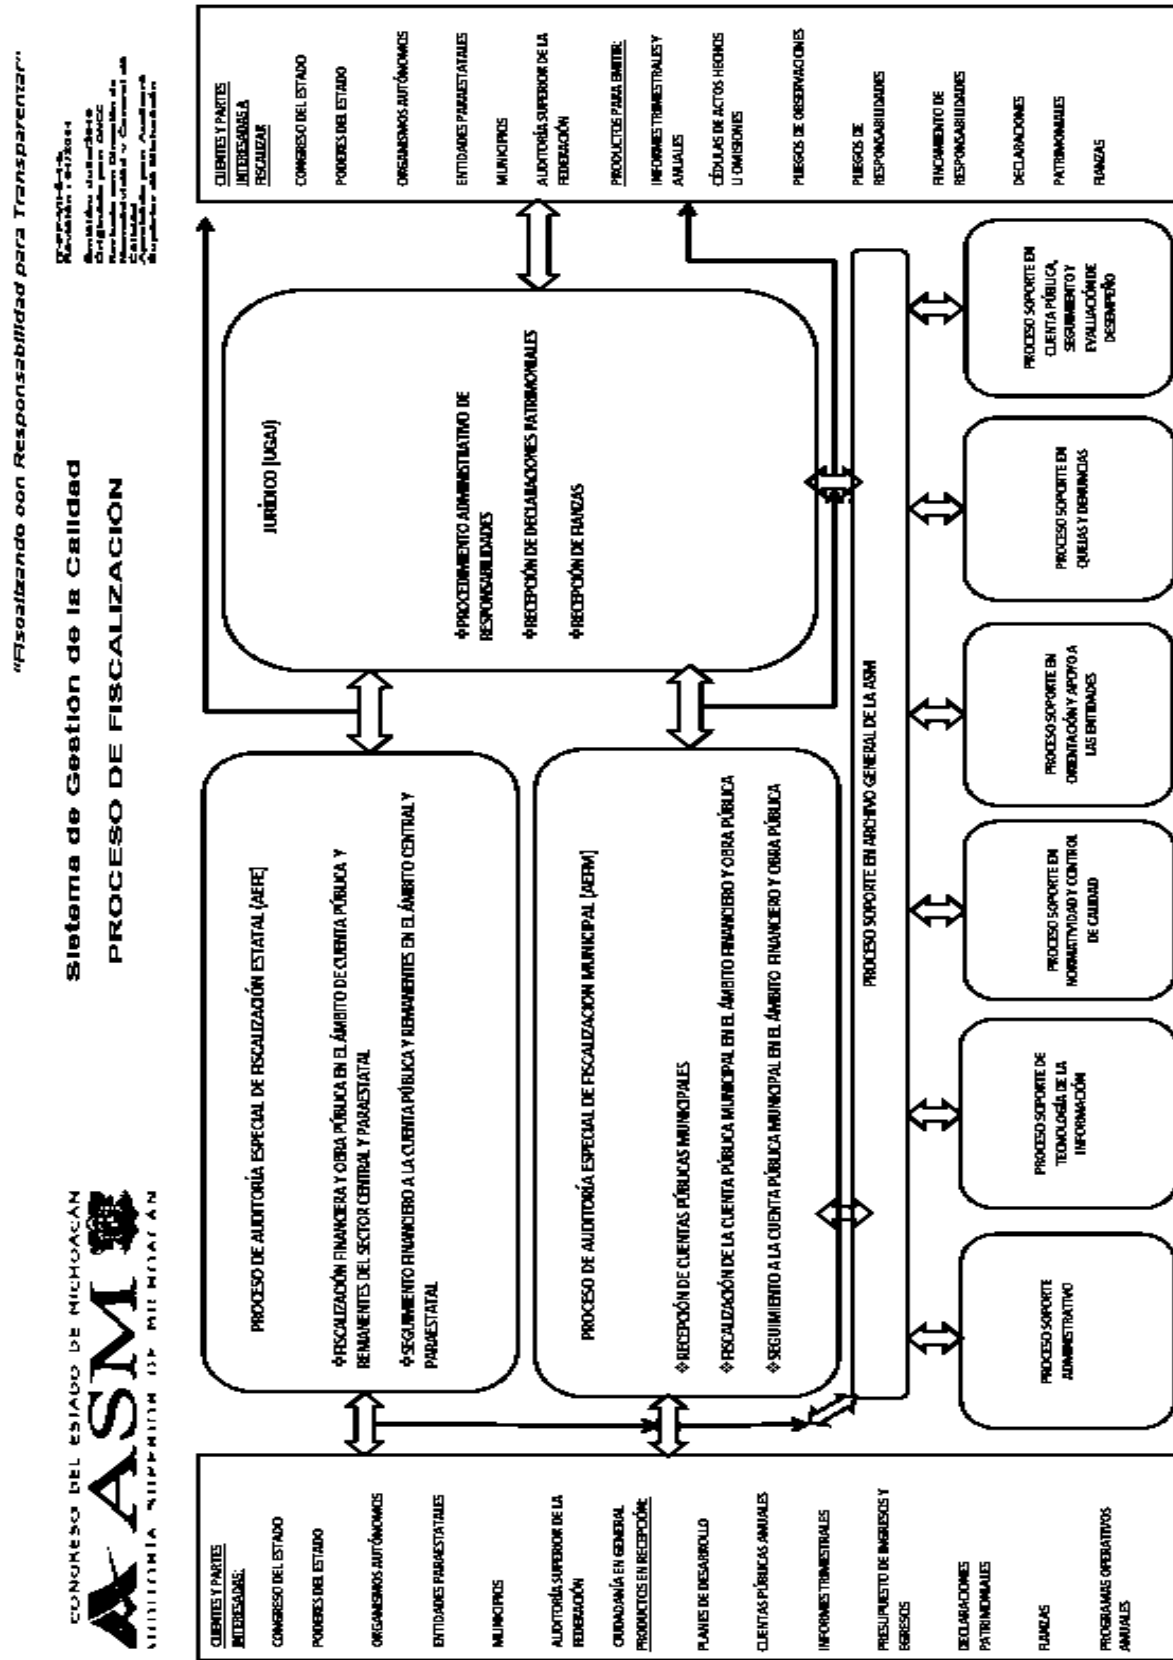 CONGRESO DEL ESTADO DE MICHOACÁN
ASM
AUDITORÍA SUPERIOR DE MICHOACÁN
"Fiscalizando con Responsabilidad para Transparentar"
Sistema de Gestión de la Calidad
PROCESO DE FISCALIZACIÓN
CLIENTES Y PARTES
INTERESADAS:
CONGRESO DEL ESTADO
PODERES DEL ESTADO
ORGANISMOS AUTÓNOMOS
ENTIDADES PARAESTATALES
MUNICIPIOS
AUDITORÍA SUPERIOR DE LA
FEDERACIÓN
CIUDADANÍA EN GENERAL
PRODUCTOS EN RECEPCIÓN:
PLANES DE DESARROLLO
CUENTAS PÚBLICAS ANUALES
INFORMES TRIMESTRALES
PRESUPUESTO DE INGRESOS Y
EGRESOS
DECLARACIONES
PATRIMONIALES
FIANZAS
PROGRAMAS OPERATIVOS
ANUALES
PROCESO DE AUDITORÍA ESPECIAL DE FISCALIZACIÓN ESTATAL (AEFE)
❖FISCALIZACIÓN FINANCIERA Y OBRA PÚBLICA EN EL ÁMBITO DE CUENTA PÚBLICA Y
REMANENTES DEL SECTOR CENTRAL Y PARAESTATAL
❖SEGUIMIENTO FINANCIERO A LA CUENTA PÚBLICA Y REMANENTES EN EL ÁMBITO CENTRAL Y
PARAESTATAL
PROCESO DE AUDITORÍA ESPECIAL DE FISCALIZACION MUNICIPAL (AEFM)
❖RECEPCIÓN DE CUENTAS PÚBLICAS MUNICIPALES
❖FISCALIZACIÓN DE LA CUENTA PÚBLICA MUNICIPAL EN EL ÁMBITO FINANCIERO Y OBRA PÚBLICA
❖SEGUIMIENTO A LA CUENTA PÚBLICA MUNICIPAL EN EL ÁMBITO FINANCIERO Y OBRA PÚBLICA
JURÍDICO (UGAJ)
❖PROCEDIMIENTO ADMINISTRATIVO DE
RESPONSABILIDADES
❖RECEPCIÓN DE DECLARACIONES PATRIMONIALES
❖RECEPCIÓN DE FIANZAS
PROCESO SOPORTE EN ARCHIVO GENERAL DE LA ASM
PROCESO SOPORTE
ADMINISTRATIVO
PROCESO SOPORTE DE
TECNOLOGÍA DE LA
INFORMACIÓN
PROCESO SOPORTE EN
NORMATIVIDAD Y CONTROL
DE CALIDAD
PROCESO SOPORTE EN
ORIENTACIÓN Y APOYO A
LAS ENTIDADES
PROCESO SOPORTE EN
QUEJAS Y DENUNCIAS
PROCESO SOPORTE EN
CUENTA PÚBLICA,
SEGUIMIENTO Y
EVALUACIÓN DE
DESEMPEÑO
CLIENTES Y PARTES
INTERESADAS A
FISCALIZAR
CONGRESO DEL ESTADO
PODERES DEL ESTADO
ORGANISMOS AUTÓNOMOS
ENTIDADES PARAESTATALES
MUNICIPIOS
AUDITORÍA SUPERIOR DE LA
FEDERACIÓN
PRODUCTOS PARA EMITIR:
INFORMES TRIMESTRALES Y
ANUALES
CÉDULAS DE ACTOS HECHOS
U OMISIONES
PLIEGOS DE OBSERVACIONES
PLIEGOS DE
RESPONSABILIDADES
FINCAMIENTO DE
RESPONSABILIDADES
DECLARACIONES
PATRIMONIALES
FIANZAS